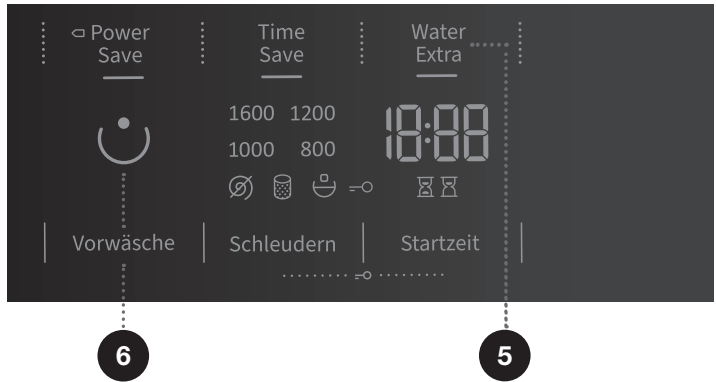 Power Save
Time Save
Water Extra
1600 1200
1000 800
18:88
Vorwäsche
Schleudern
Startzeit
6
5